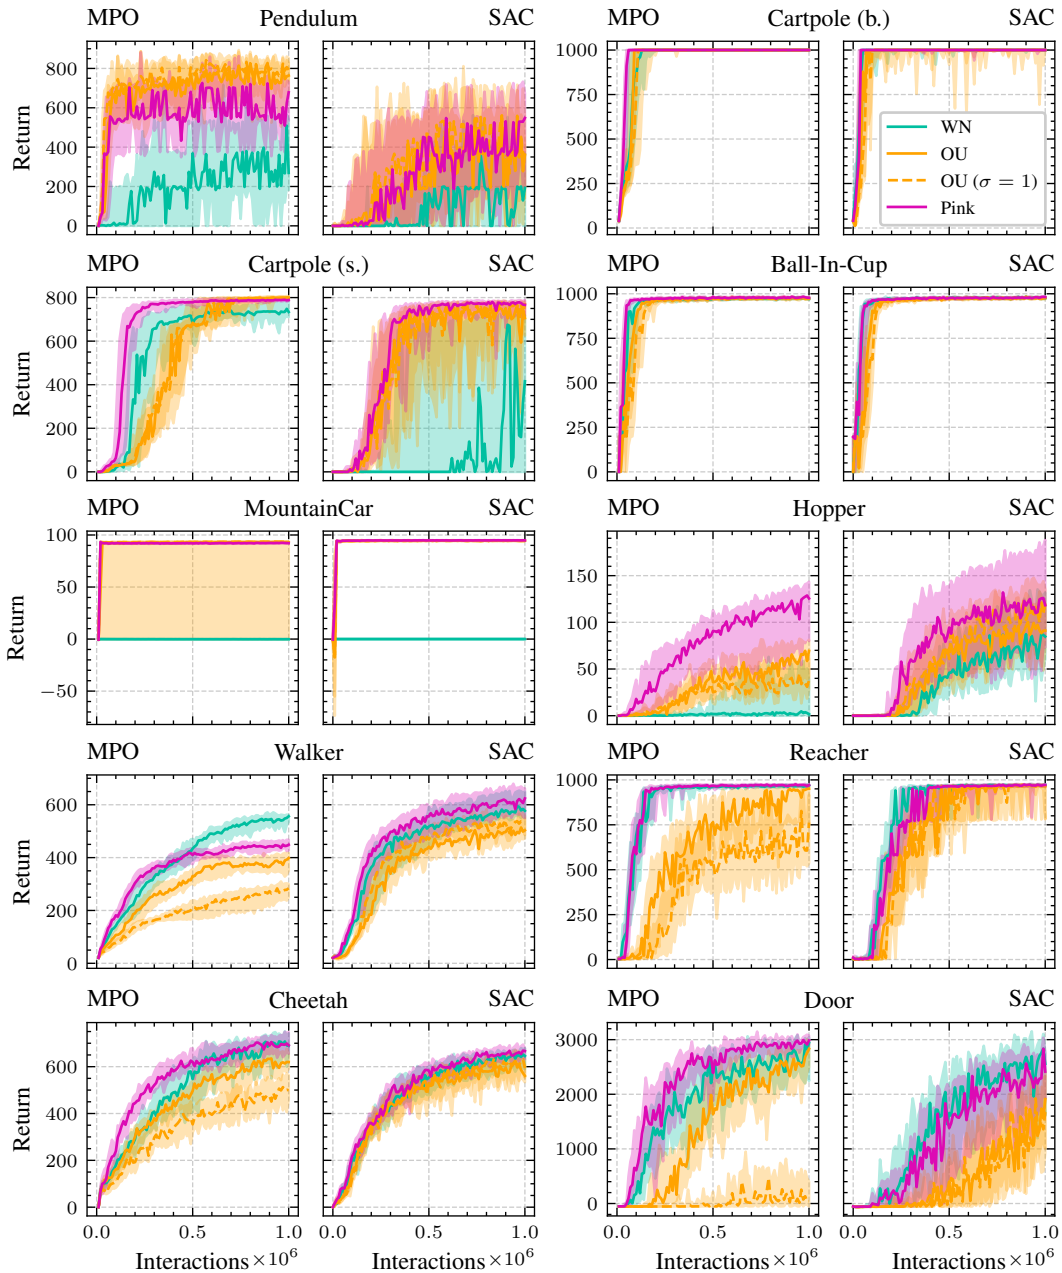 MPO Pendulum SAC
MPO Cartpole (b.) SAC
Return
800
600
400
200
0
1000
750
500
250
0
WN
OU
OU (σ = 1)
Pink
MPO Cartpole (s.) SAC
MPO Ball-In-Cup SAC
Return
800
600
400
200
0
1000
750
500
250
0
MPO MountainCar SAC
MPO Hopper SAC
Return
100
50
0
−50
150
100
50
0
MPO Walker SAC
MPO Reacher SAC
Return
600
400
200
0
1000
750
500
250
0
MPO Cheetah SAC
MPO Door SAC
Return
600
400
200
0
3000
2000
1000
0
0.0 0.5 1.0 0.0 0.5 1.0 0.0 0.5 1.0 0.0 0.5 1.0
Interactions ×10⁶ Interactions ×10⁶ Interactions ×10⁶ Interactions ×10⁶